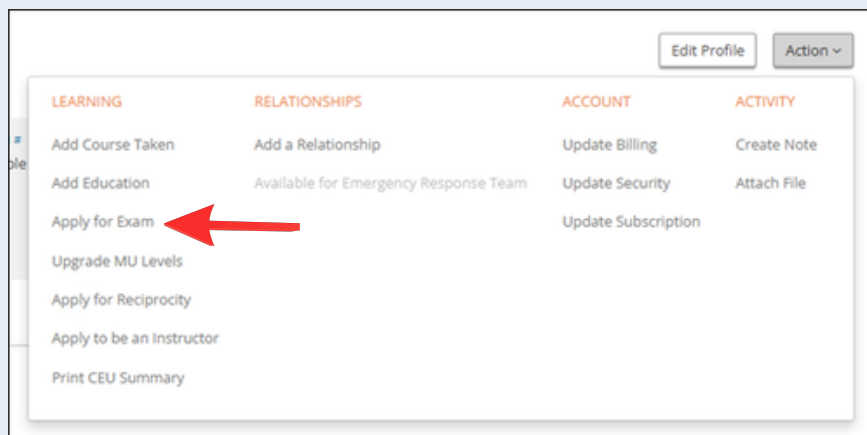 Edit Profile
Action
LEARNING
Add Course Taken
Add Education
Apply for Exam
Upgrade MU Levels
Apply for Reciprocity
Apply to be an Instructor
Print CEU Summary
RELATIONSHIPS
Add a Relationship
Available for Emergency Response Team
ACCOUNT
Update Billing
Update Security
Update Subscription
ACTIVITY
Create Note
Attach File
#